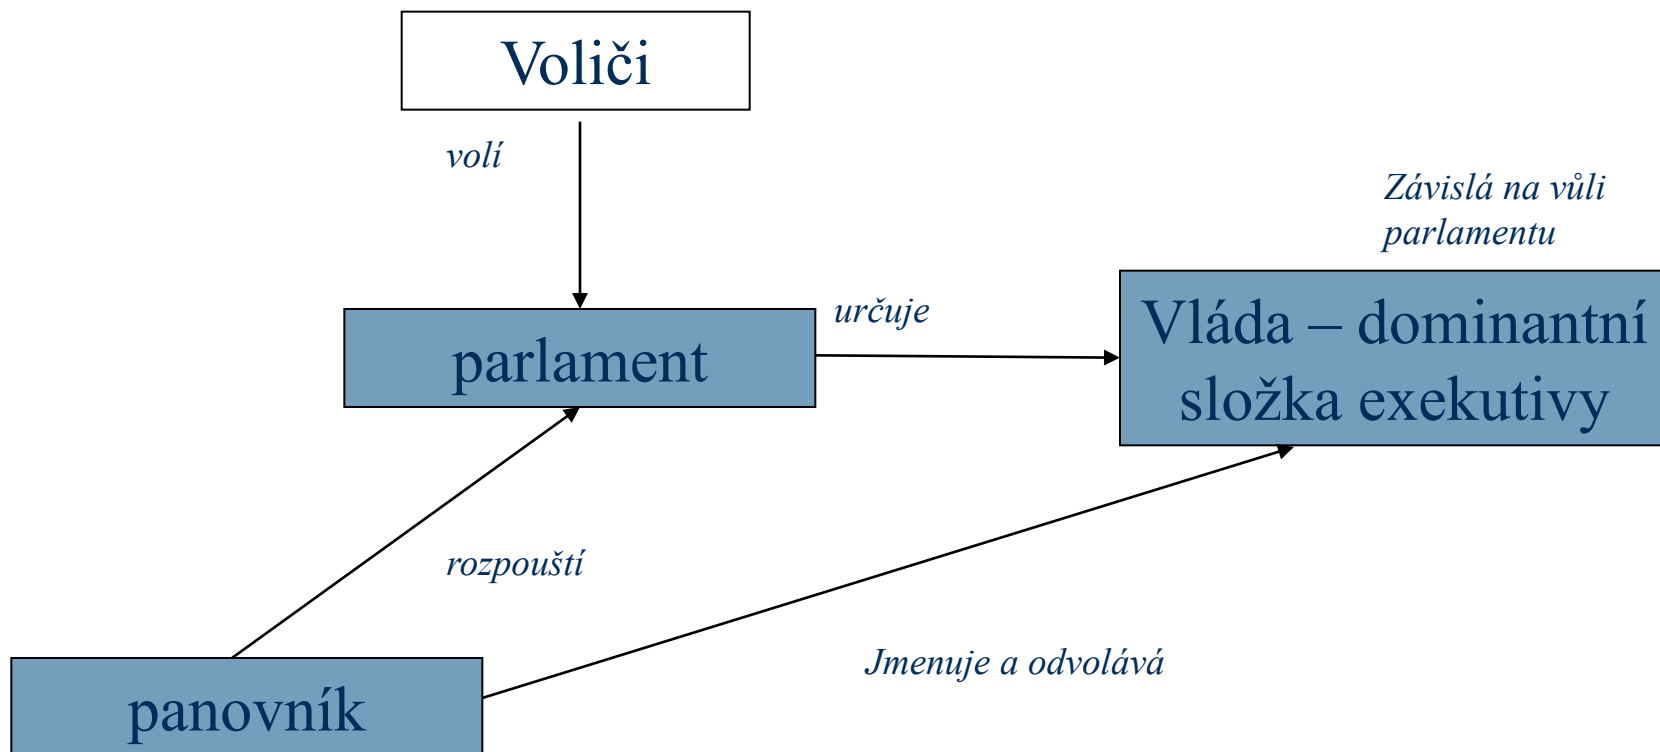 Voliči
volí
Závislá na vůli
parlamentu
určuje
Vláda – dominantní
složka exekutivy
parlament
rozpouští
Jmenuje a odvolává
panovník